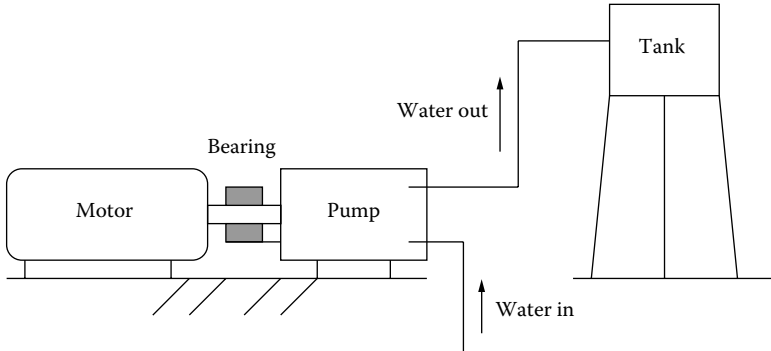 Tank
Water out
Bearing
Motor
Pump
Water in